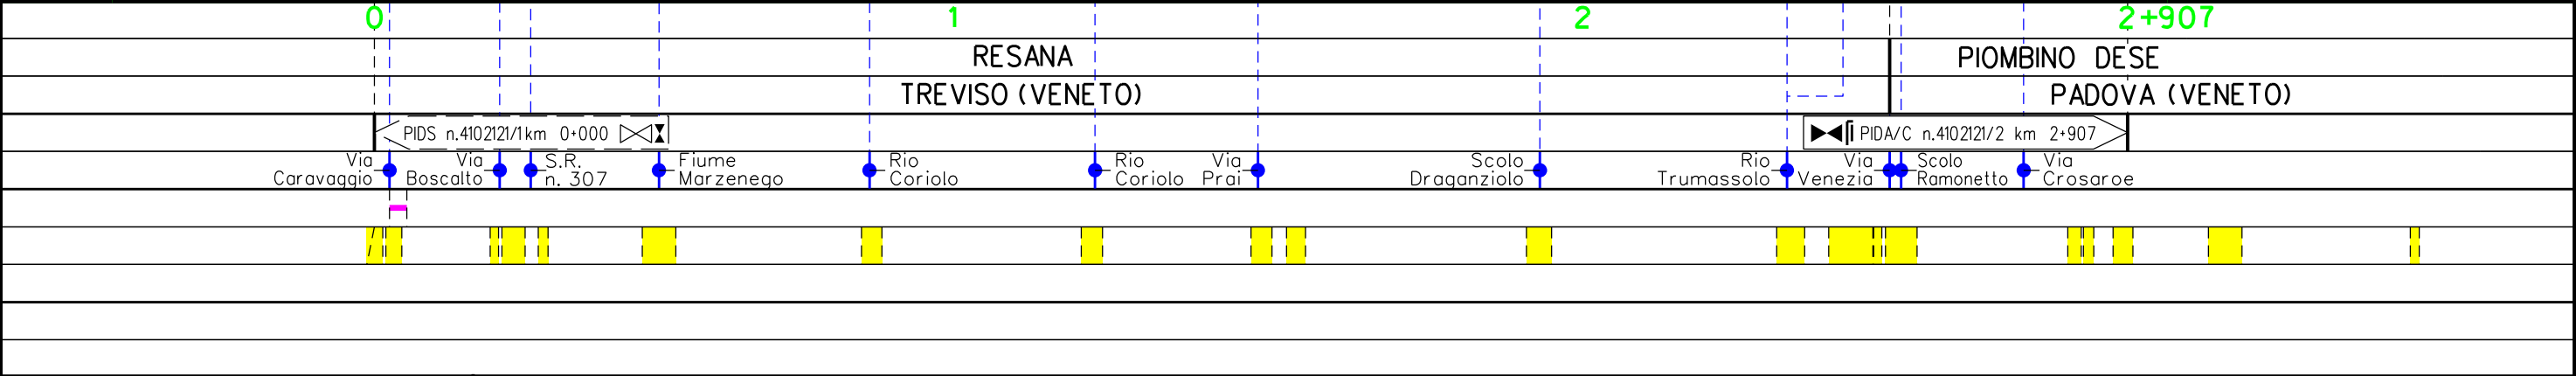 0 1 2 2+907
RESANA PIOMBINO DESE
TREVISO (VENETO) PADOVA (VENETO)
PIDS n.4102121/1 km 0+000 PIDA/C n.4102121/2 km 2+907
Via Via S.R. Fiume Rio Rio Via Scolo Rio Via Scolo Via
Caravaggio Boscalto n. 307 Marzenego Coriolo Coriolo Prai Draganziolo Trumassolo Venezia Ramonetto Crosaroe